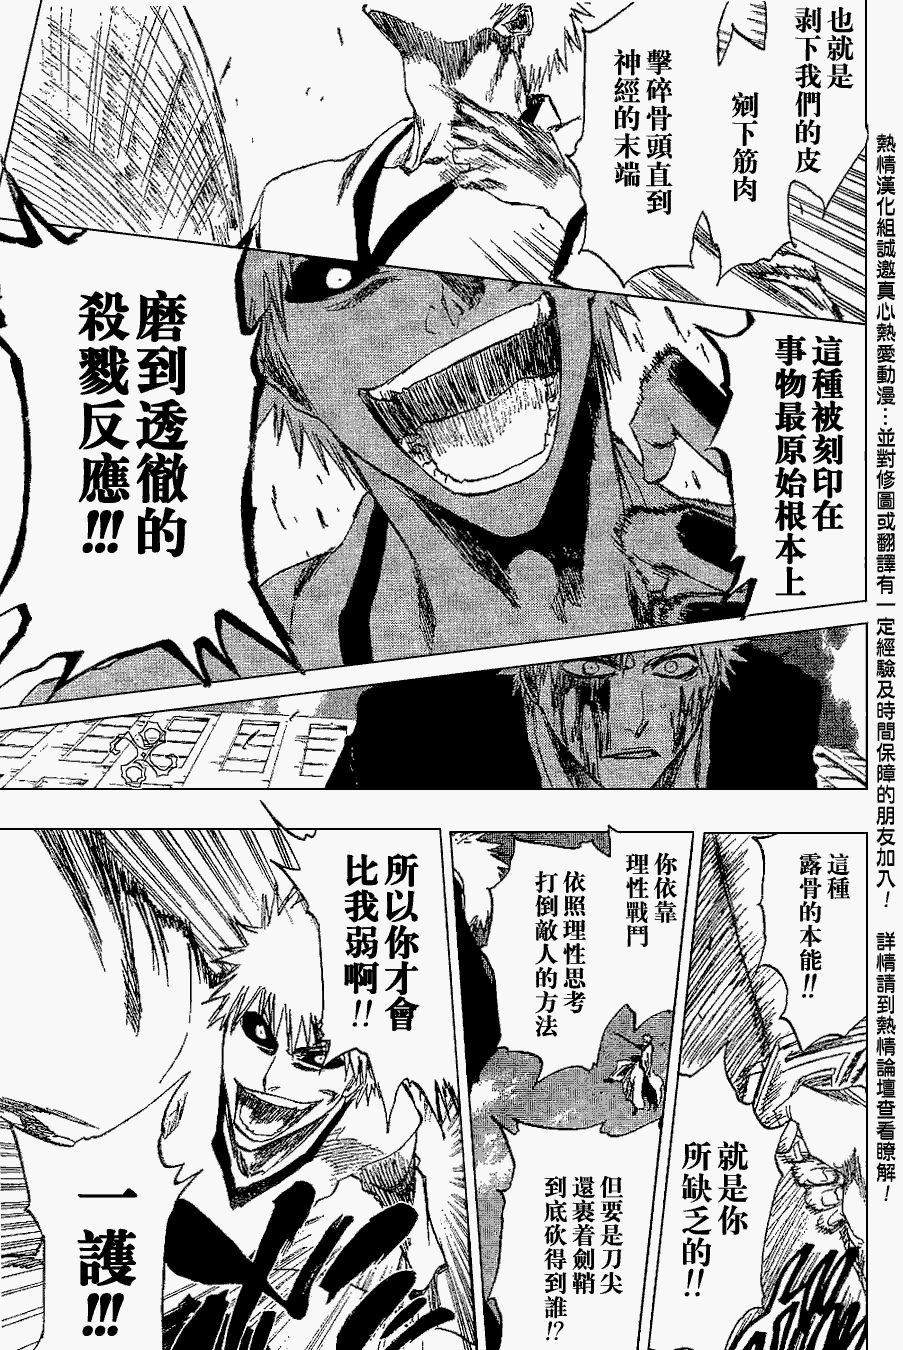 也就是
剥下我們的皮
剜下筋肉
擊碎骨頭直到
神經的末端
這種被刻印在
事物最原始根本上
磨到透徹的
殺戮反應!!!
這種
露骨的本能!!
就是你
所缺乏的!!
你依靠
理性戰鬥
依照理性思考
打倒敵人的方法
但要是刀尖
還裹着劍鞘
到底砍得到誰!?
所以你才會
比我弱啊!!
一護!!!
熱情漢化組誠邀真心熱愛動漫…並對修圖或翻譯有一定經驗及時間保障的朋友加入! 詳情請到熱情論壇查看瞭解!